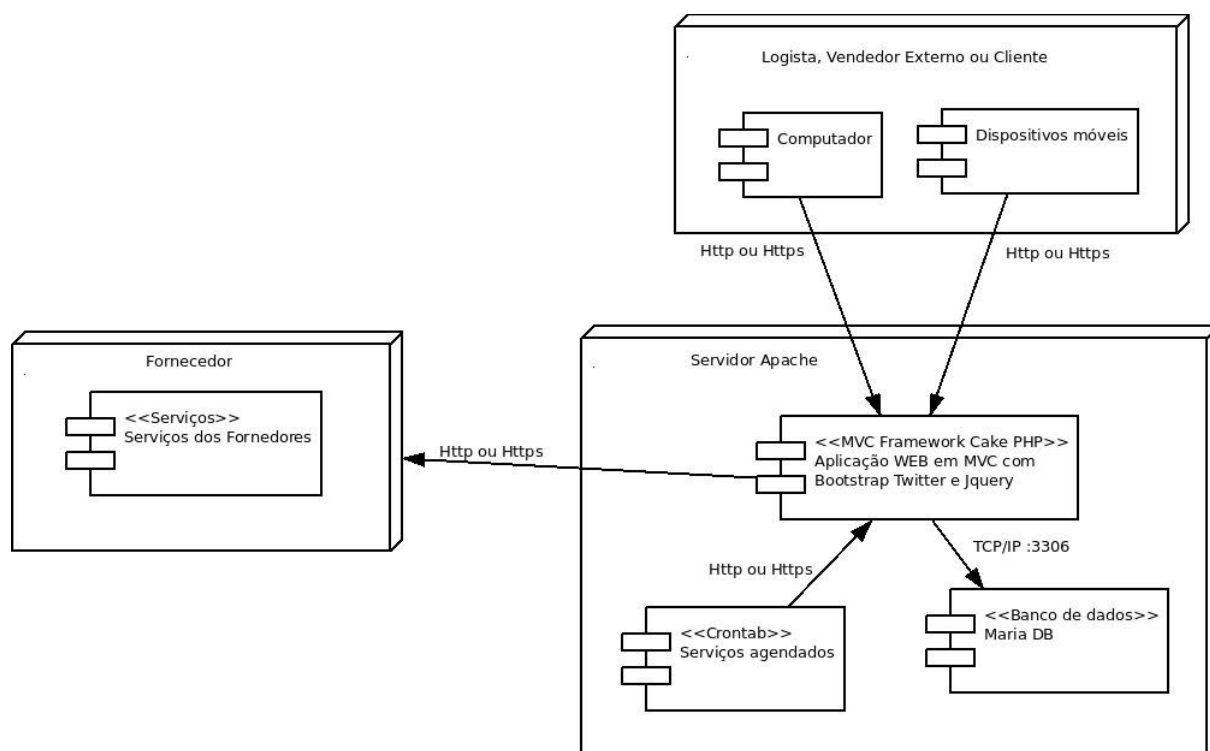 Logista, Vendedor Externo ou Cliente
Computador
Dispositivos móveis
Http ou Https
Http ou Https
Fornecedor
<<Serviços>>
Serviços dos Fornedores
Http ou Https
Servidor Apache
<<MVC Framework Cake PHP>>
Aplicação WEB em MVC com
Bootstrap Twitter e Jquery
Http ou Https
TCP/IP :3306
<<Crontab>>
Serviços agendados
<<Banco de dados>>
Maria DB